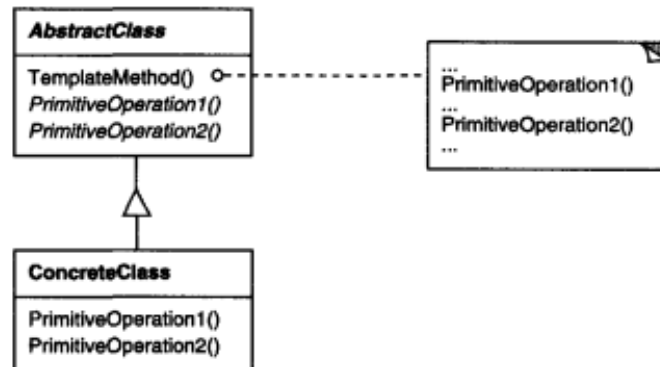 AbstractClass
TemplateMethod()
PrimitiveOperation1()
PrimitiveOperation2()
...
PrimitiveOperation1()
...
PrimitiveOperation2()
...
ConcreteClass
PrimitiveOperation1()
PrimitiveOperation2()